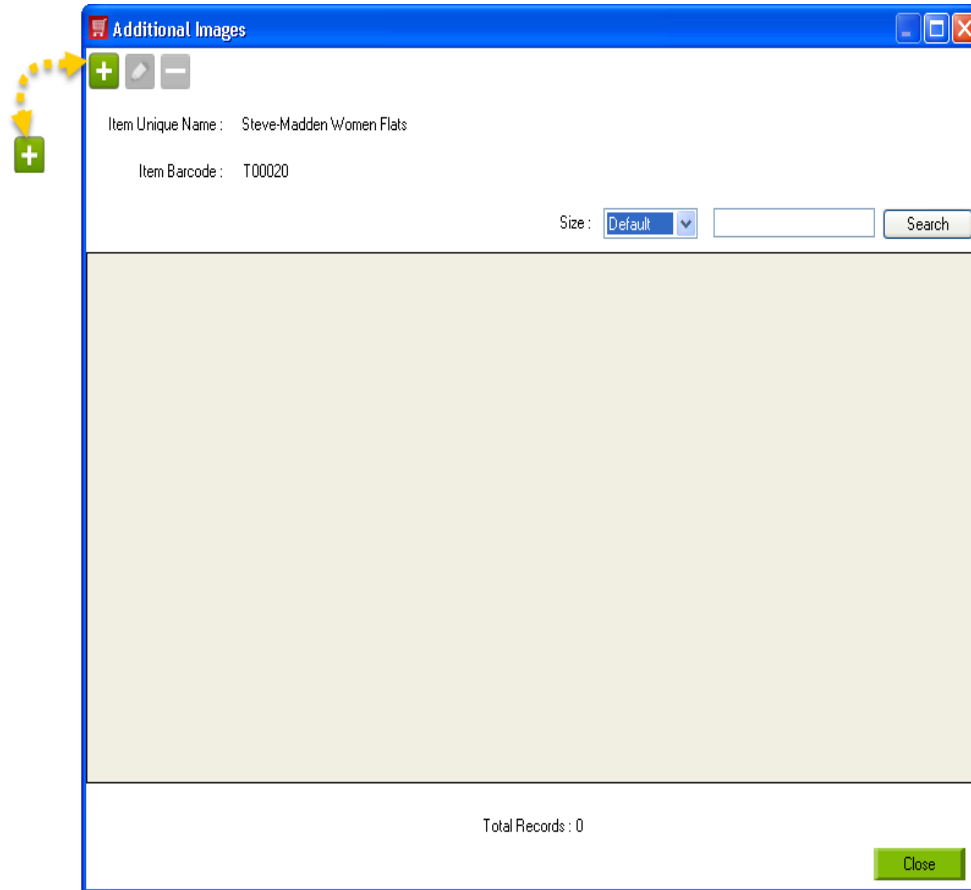 Additional Images
Item Unique Name : Steve-Madden Women Flats
Item Barcode : T00020
Size : Default Search
Total Records : 0
Close